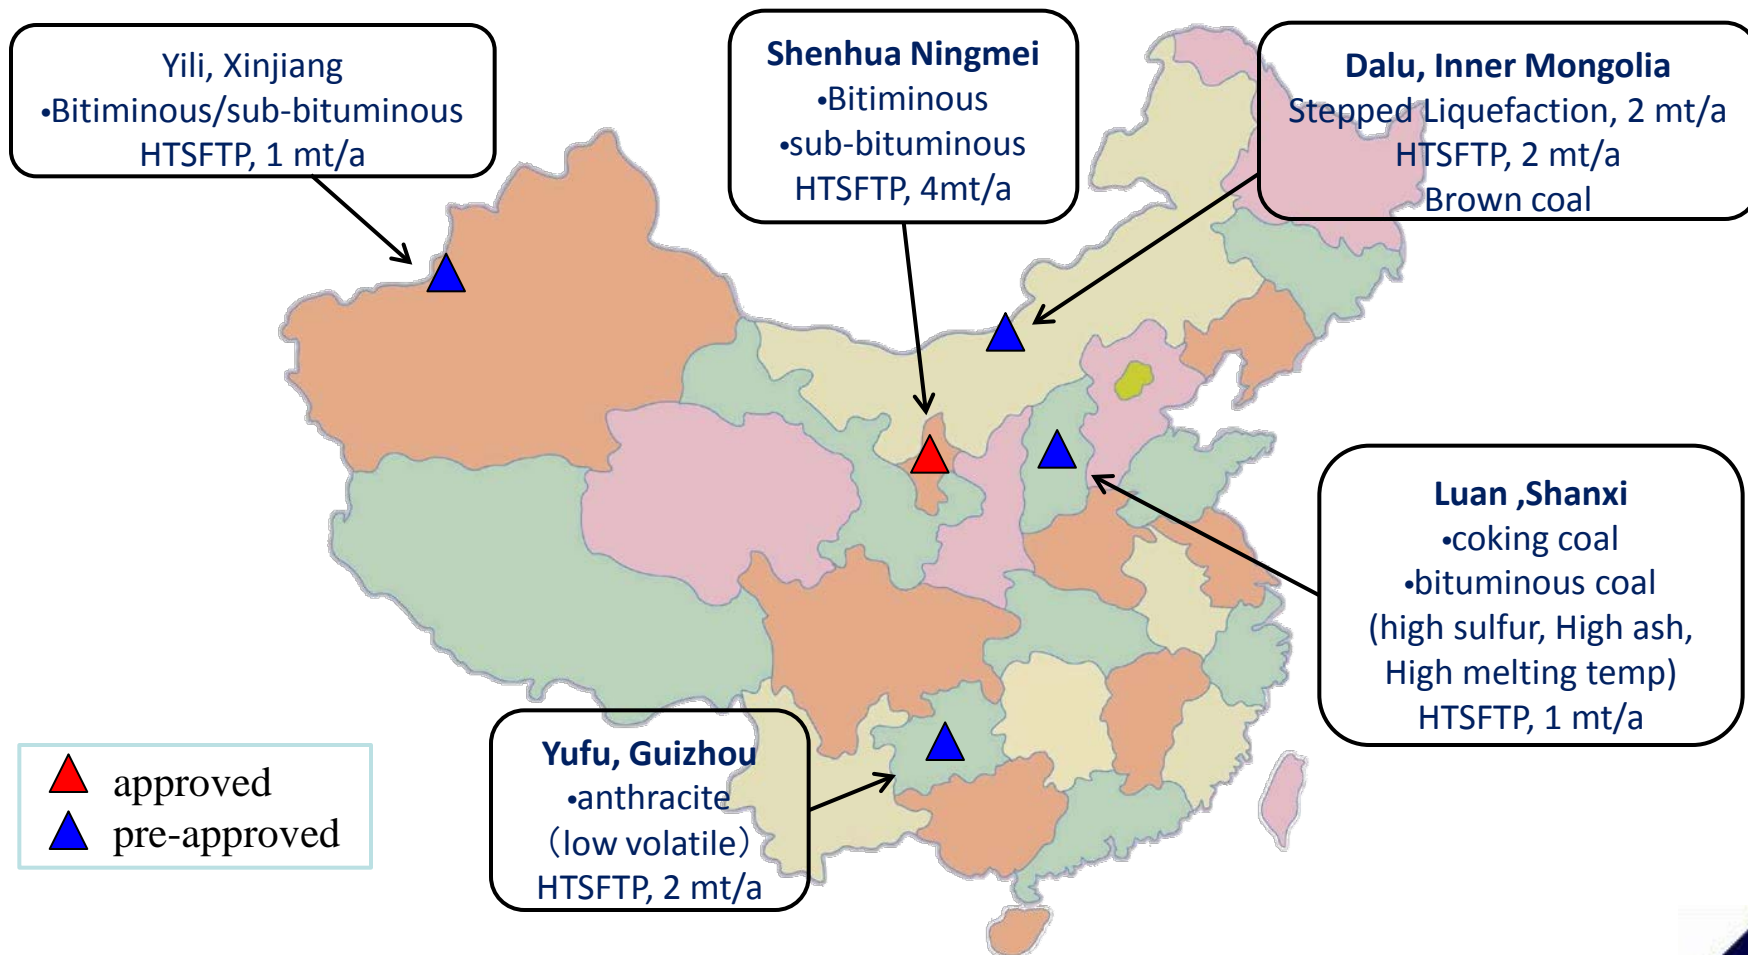 Yili, Xinjiang
•Bitiminous/sub-bituminous
HTSFTP, 1 mt/a
Shenhua Ningmei
•Bitiminous
•sub-bituminous
HTSFTP, 4mt/a
Dalu, Inner Mongolia
Stepped Liquefaction, 2 mt/a
HTSFTP, 2 mt/a
Brown coal
Luan ,Shanxi
•coking coal
•bituminous coal
(high sulfur, High ash,
High melting temp)
HTSFTP, 1 mt/a
Yufu, Guizhou
•anthracite
（low volatile）
HTSFTP, 2 mt/a
approved
pre-approved